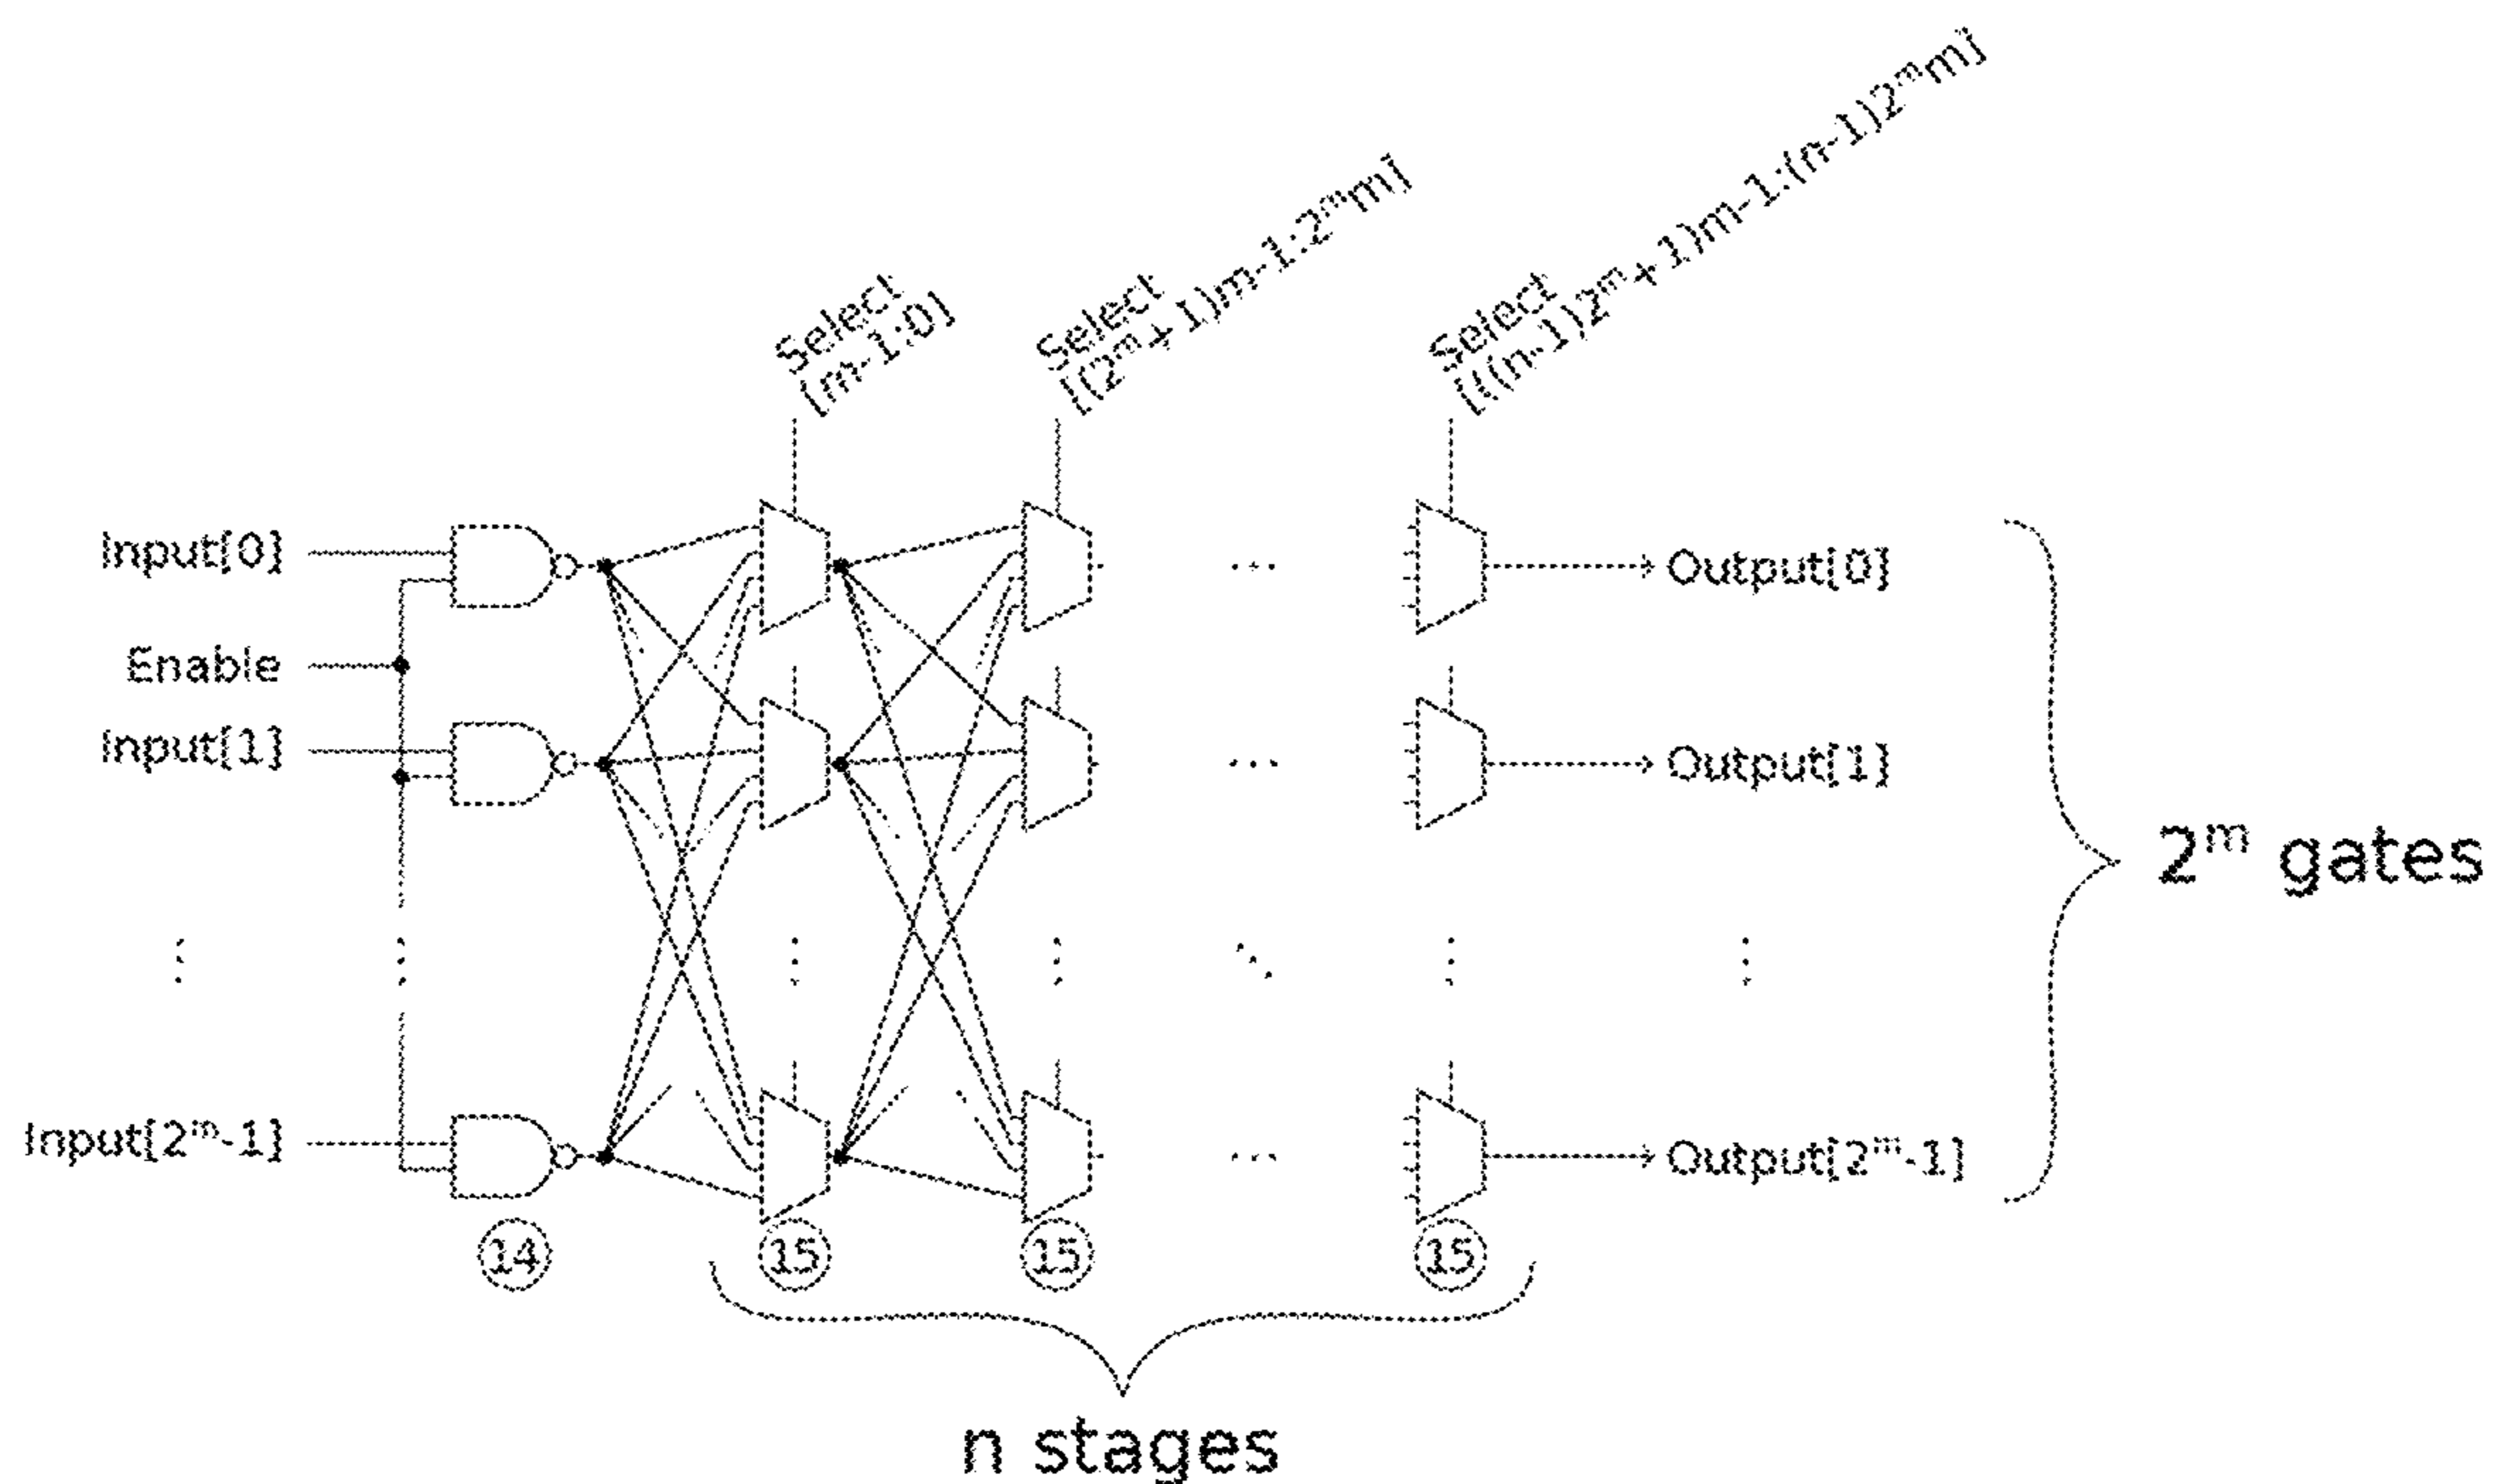 Select
[m-1:0]
Select
[(2ᵐ+1)m-1:2ᵐm]
Select
[((n-1)2ᵐ+1)m-1:(n-1)2ᵐm]
Input[0]
Output[0]
Enable
Input[1]
Output[1]
2ᵐ gates
Input[2ᵐ-1]
Output[2ᵐ-1]
14
15
15
15
n stages